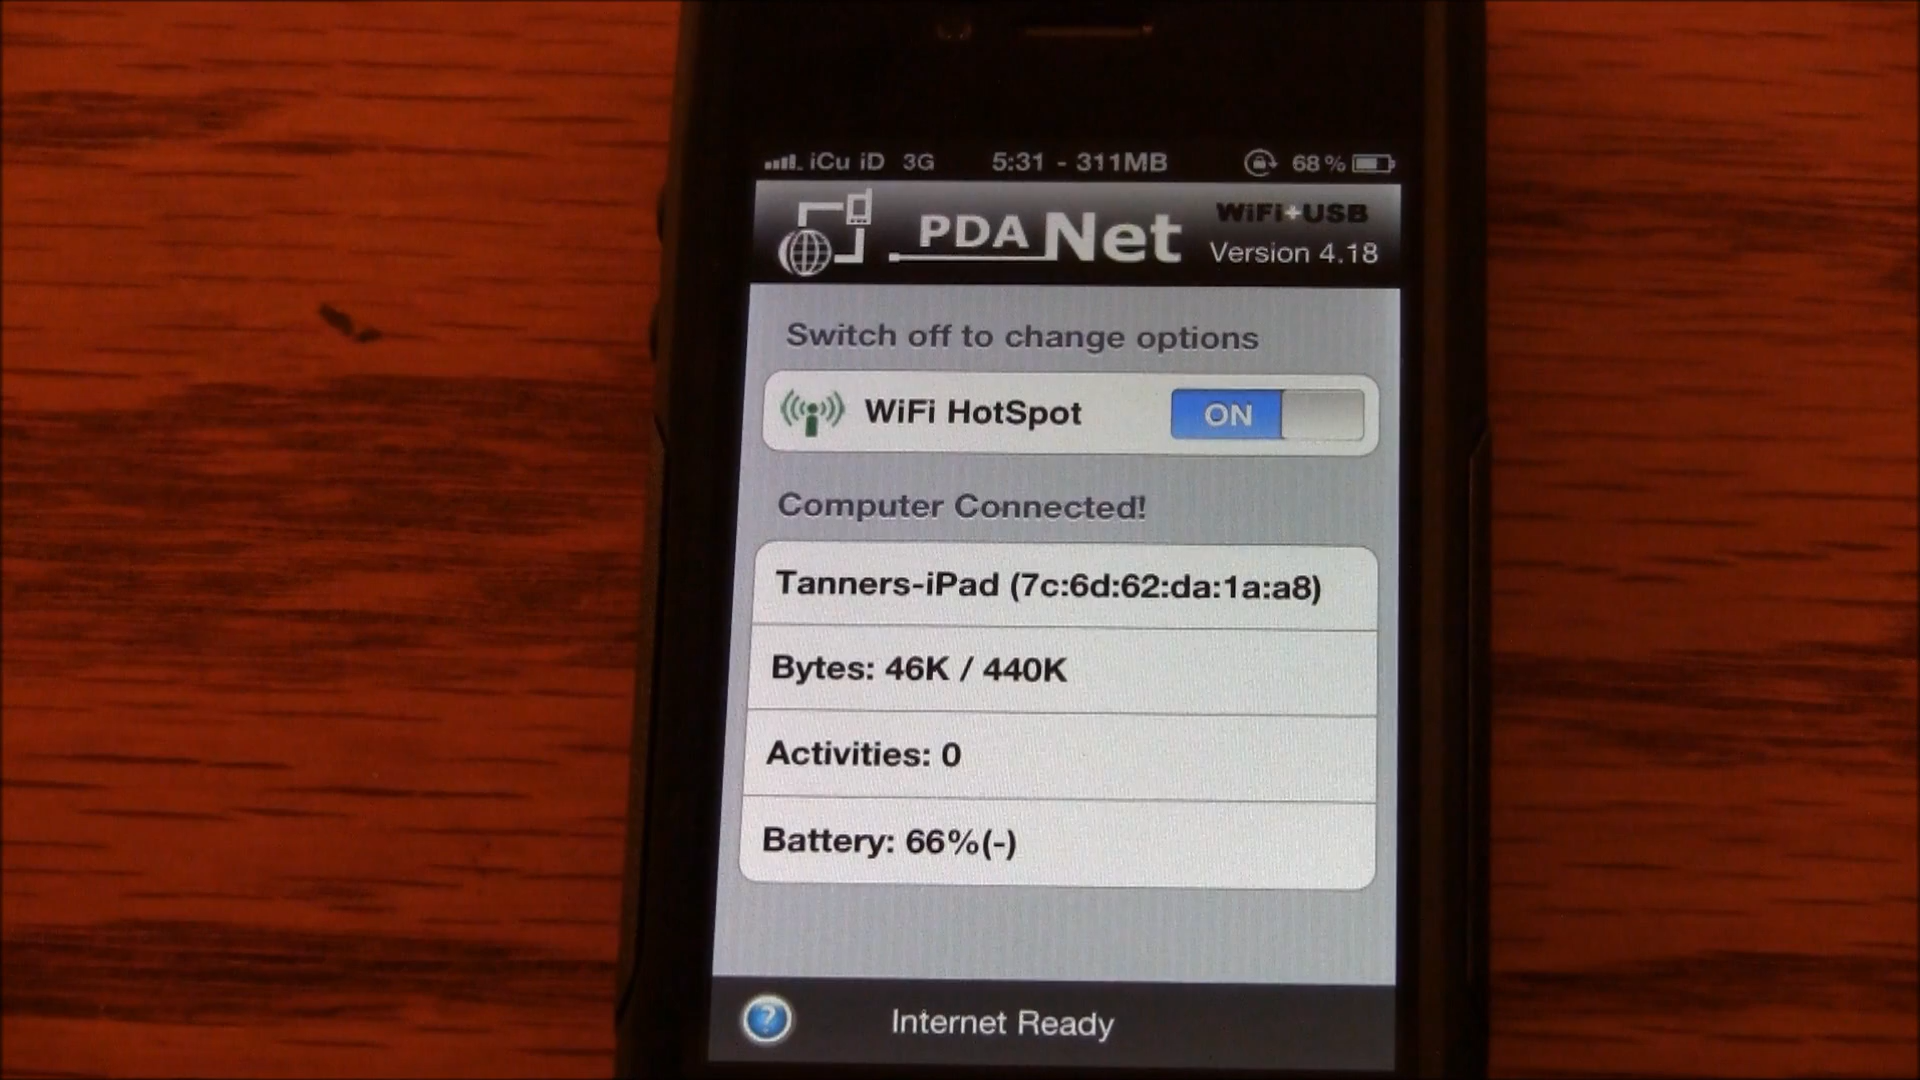 iCu iD 3G 5:31 - 311MB 68%
PDA Net WiFi+USB
Version 4.18
Switch off to change options
WiFi HotSpot ON
Computer Connected!
Tanners-iPad (7c:6d:62:da:1a:a8)
Bytes: 46K / 440K
Activities: 0
Battery: 66%(-)
? Internet Ready